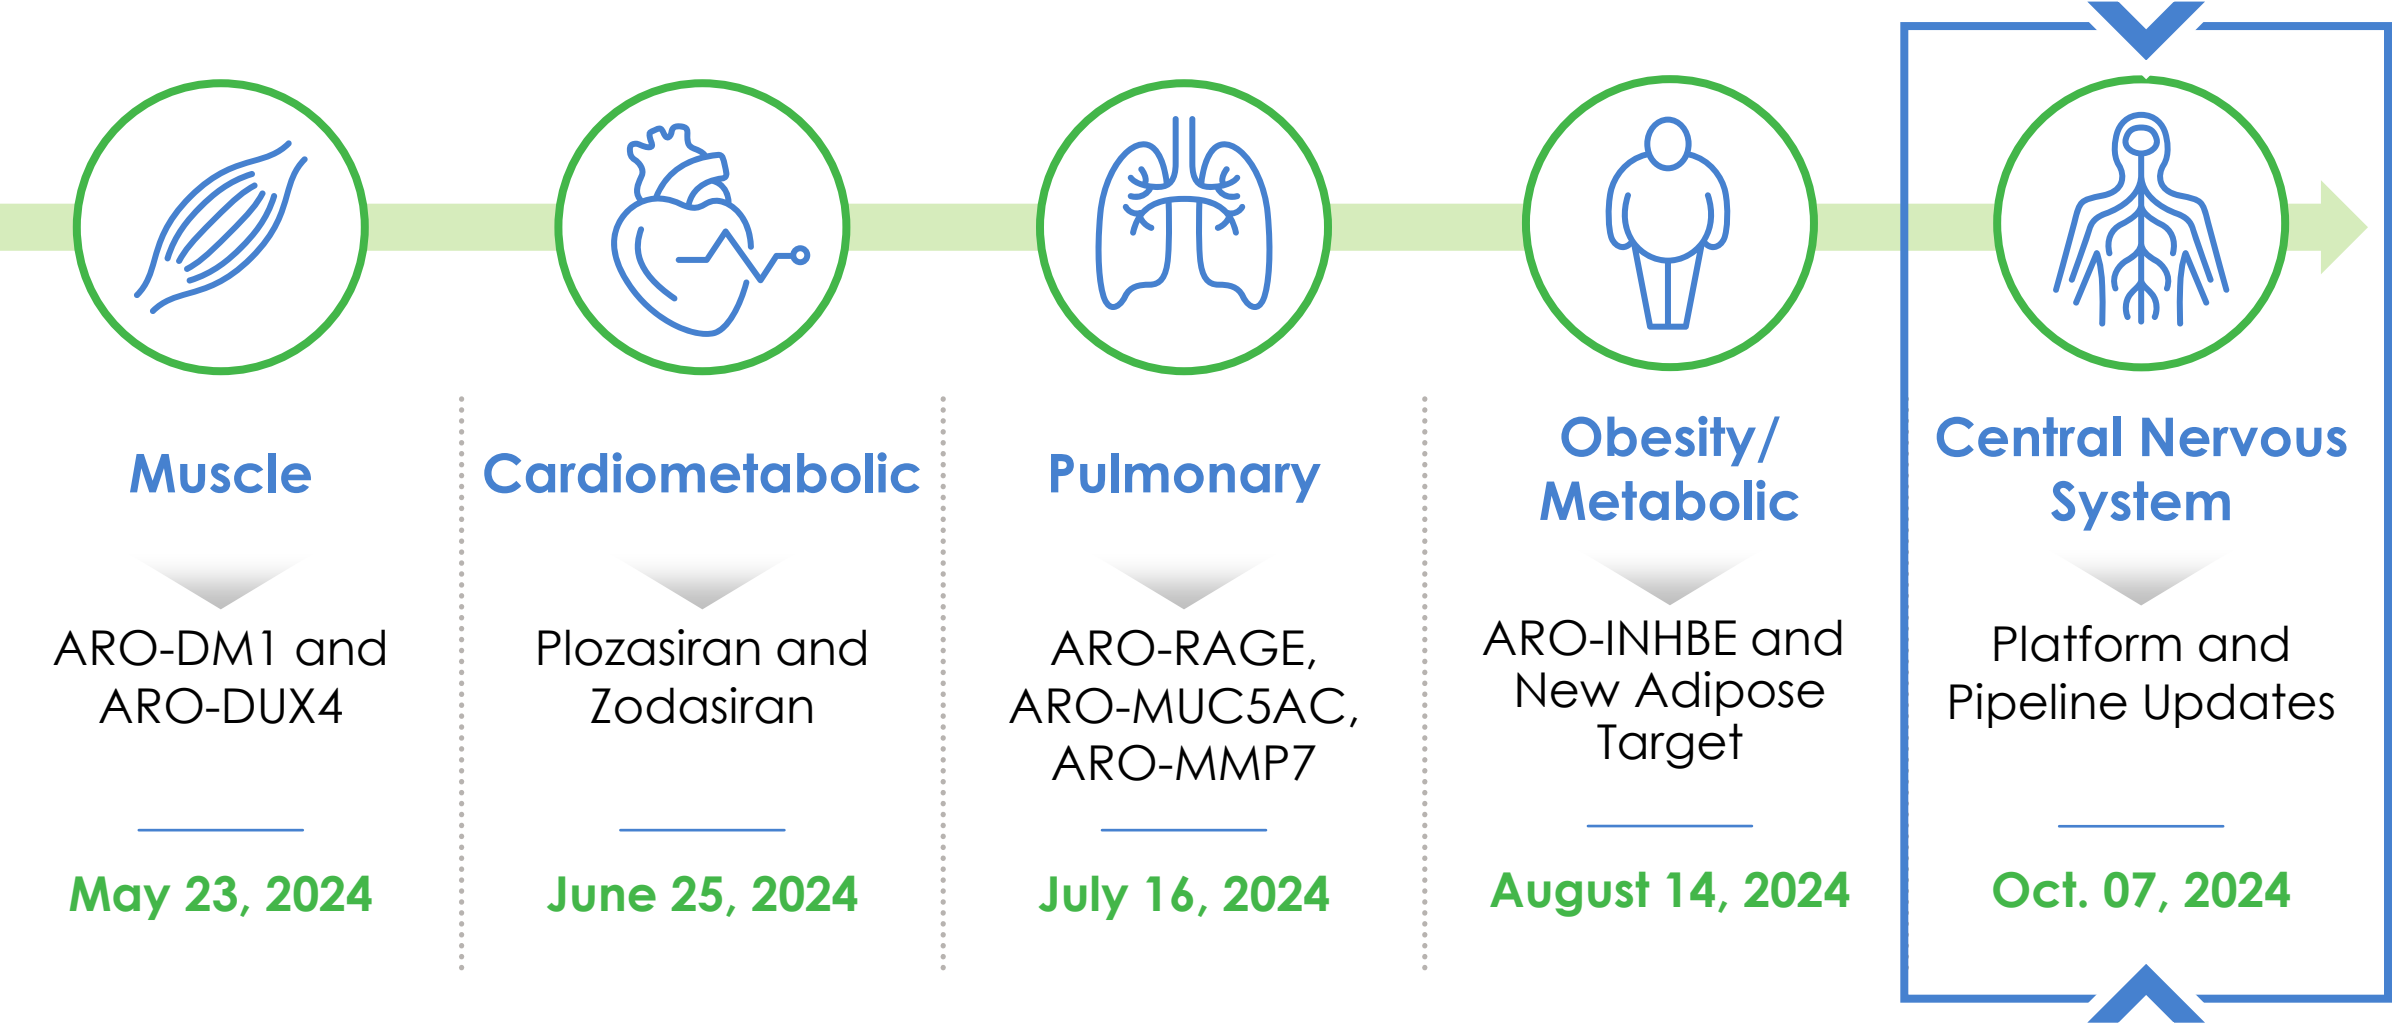 Muscle
ARO-DM1 and
ARO-DUX4
May 23, 2024
Cardiometabolic
Plozasiran and
Zodasiran
June 25, 2024
Pulmonary
ARO-RAGE,
ARO-MUC5AC,
ARO-MMP7
July 16, 2024
Obesity/
Metabolic
ARO-INHBE and
New Adipose
Target
August 14, 2024
Central Nervous
System
Platform and
Pipeline Updates
Oct. 07, 2024